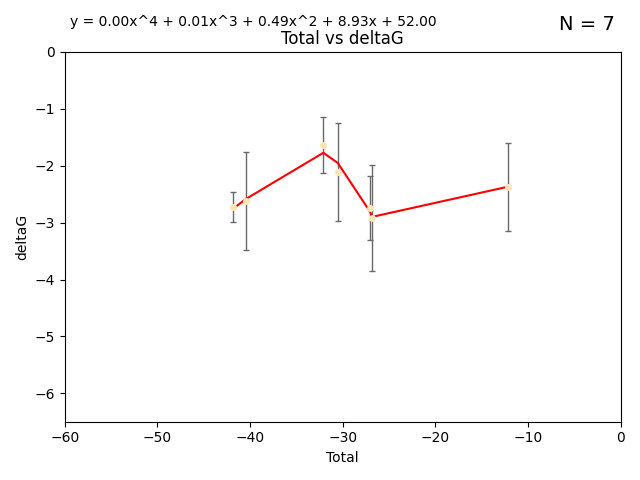 y = 0.00x^4 + 0.01x^3 + 0.49x^2 + 8.93x + 52.00
N = 7
Total vs deltaG
0
−1
−2
−3
−4
−5
−6
deltaG
−60 −50 −40 −30 −20 −10 0
Total